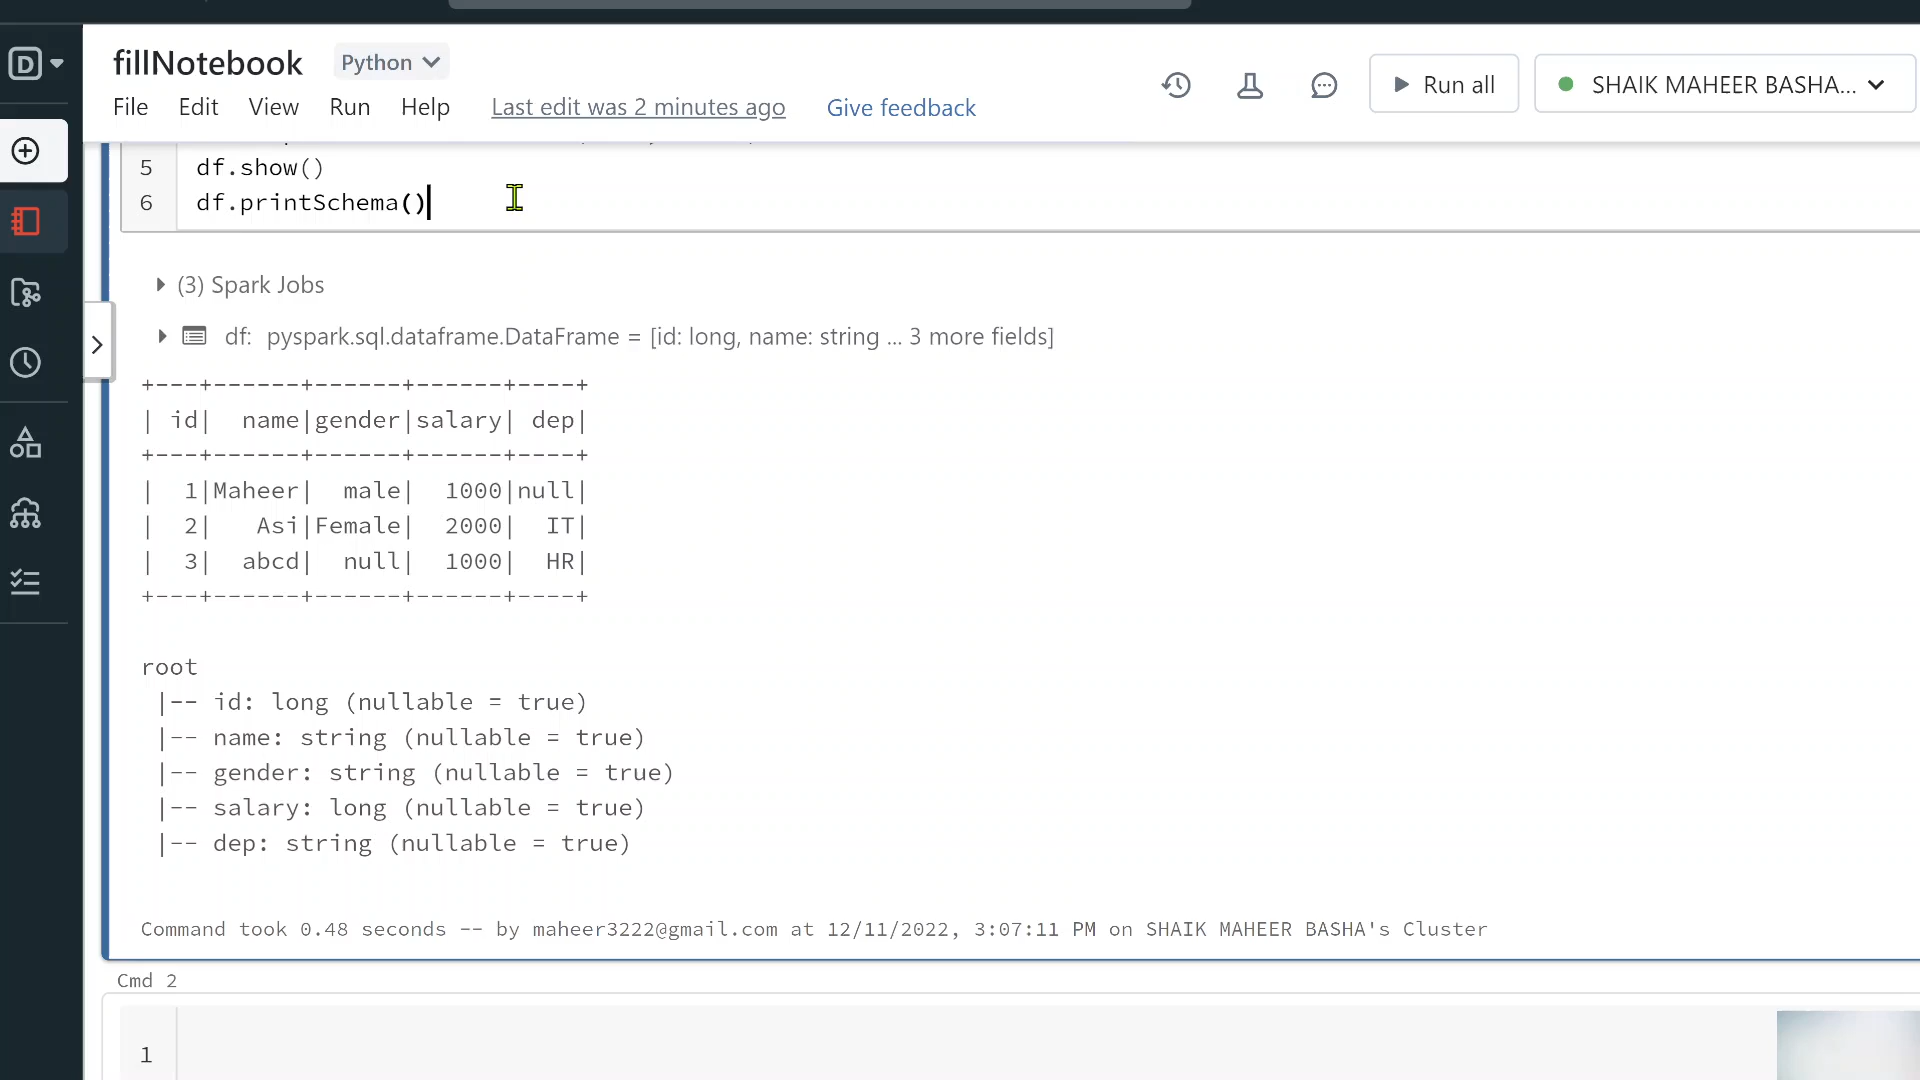 fillNotebook
Python
File Edit View Run Help Last edit was 2 minutes ago Give feedback
Run all
SHAIK MAHEER BASHA...
5 df.show()
6 df.printSchema()
(3) Spark Jobs
df: pyspark.sql.dataframe.DataFrame = [id: long, name: string ... 3 more fields]
+---+------+------+------+----+
| id|  name|gender|salary| dep|
+---+------+------+------+----+
|  1|Maheer|  male|  1000|null|
|  2|   Asi|Female|  2000|  IT|
|  3|  abcd|  null|  1000|  HR|
+---+------+------+------+----+
root
 |-- id: long (nullable = true)
 |-- name: string (nullable = true)
 |-- gender: string (nullable = true)
 |-- salary: long (nullable = true)
 |-- dep: string (nullable = true)
Command took 0.48 seconds -- by maheer3222@gmail.com at 12/11/2022, 3:07:11 PM on SHAIK MAHEER BASHA's Cluster
Cmd 2
1